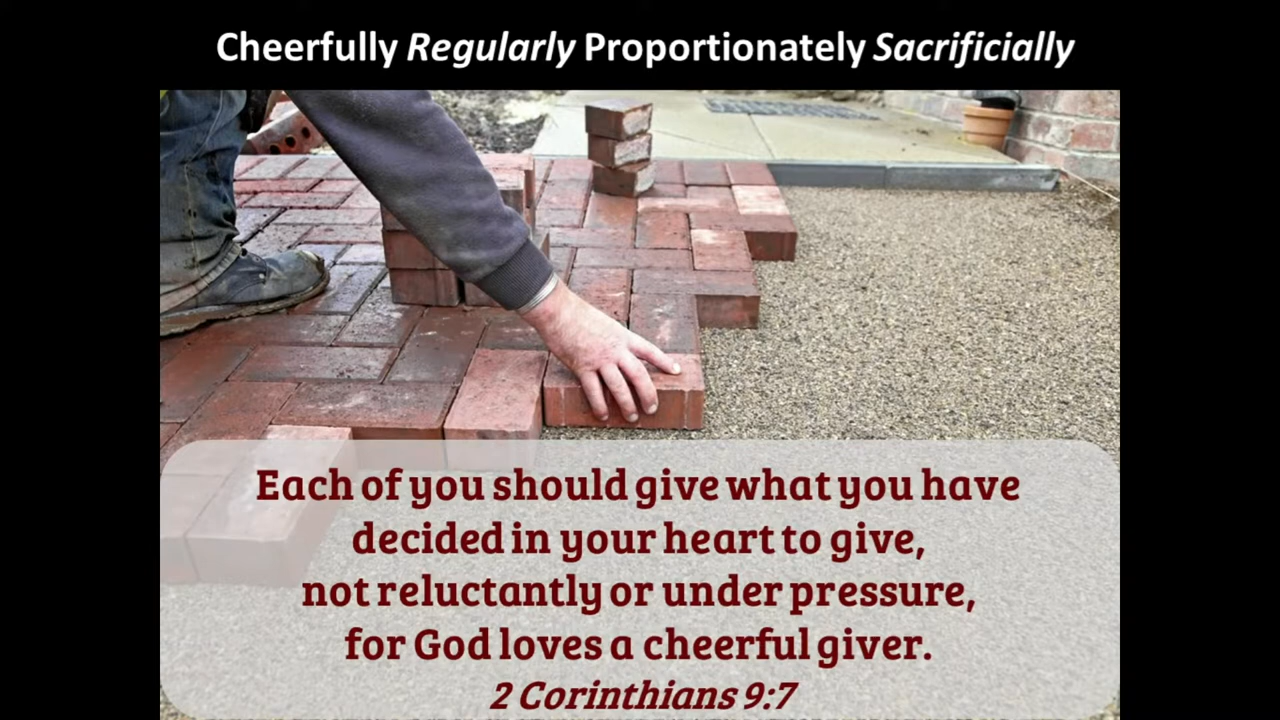 Cheerfully Regularly Proportionately Sacrificially
Each of you should give what you have
decided in your heart to give,
not reluctantly or under pressure,
for God loves a cheerful giver.
2 Corinthians 9:7